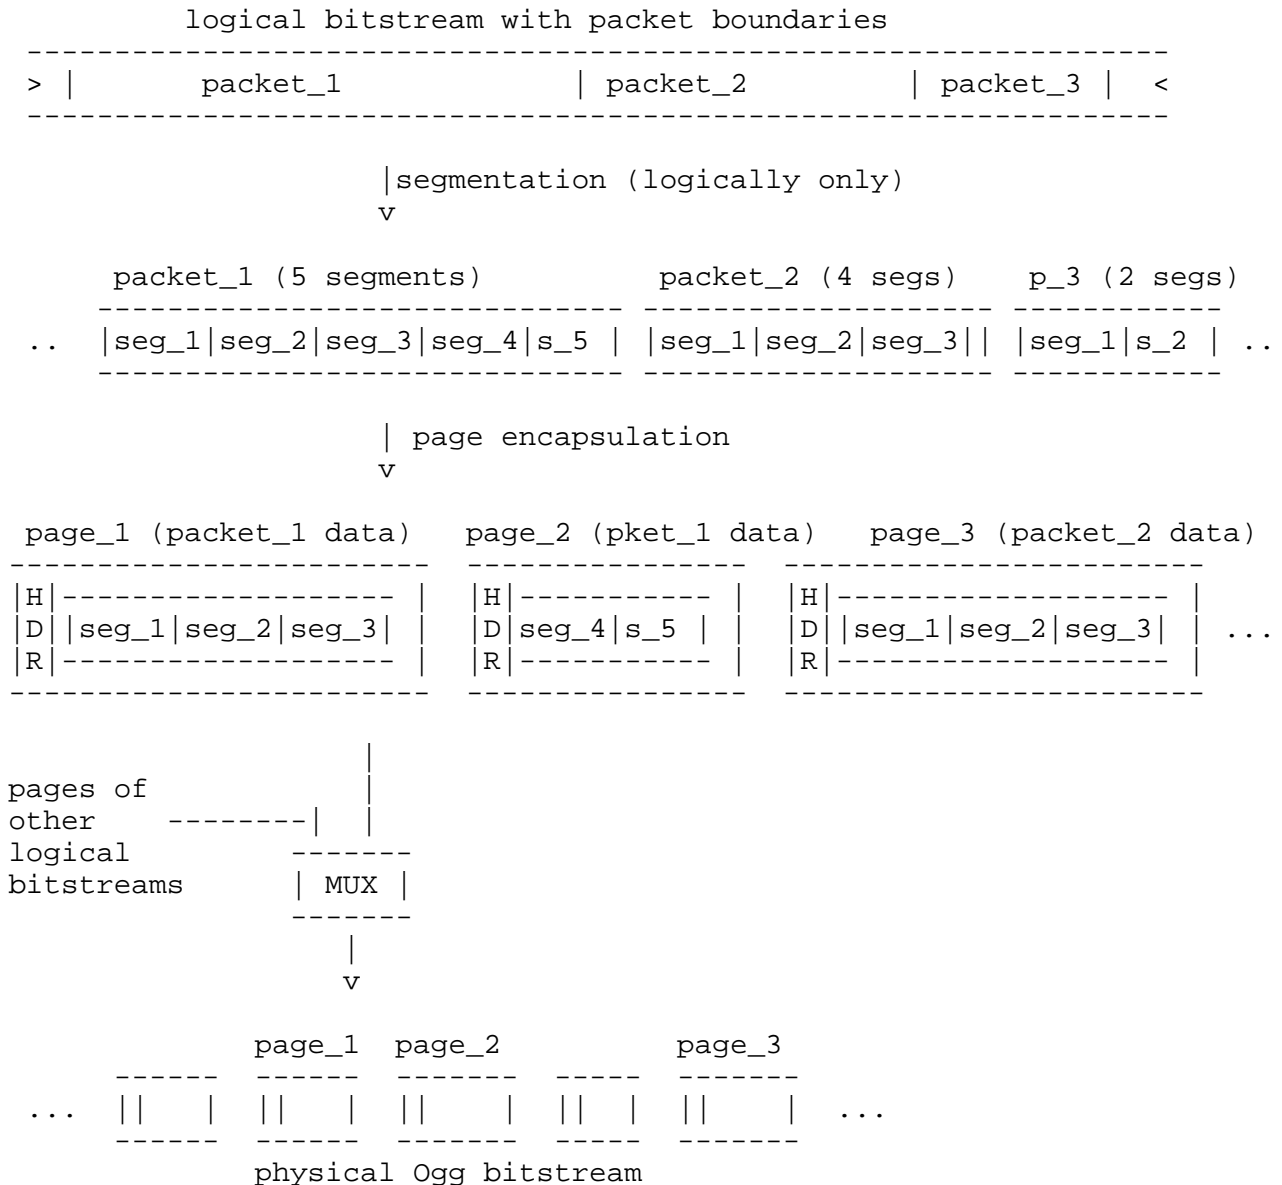 logical bitstream with packet boundaries
-----------------------------------------------------------------
> |       packet_1             | packet_2         | packet_3 |  <
-----------------------------------------------------------------
|segmentation (logically only)
v
packet_1 (5 segments)          packet_2 (4 segs)    p_3 (2 segs)
------------------------------ -------------------- ------------
..  |seg_1|seg_2|seg_3|seg_4|s_5 | |seg_1|seg_2|seg_3|| |seg_1|s_2 | ..
------------------------------ -------------------- ------------
| page encapsulation
v
page_1 (packet_1 data)   page_2 (pket_1 data)   page_3 (packet_2 data)
------------------------  ----------------  ------------------------
|H|------------------- |  |H|----------- |  |H|------------------- |
|D||seg_1|seg_2|seg_3| |  |D|seg_4|s_5 | |  |D||seg_1|seg_2|seg_3| | ...
|R|------------------- |  |R|----------- |  |R|------------------- |
------------------------  ----------------  ------------------------
|
pages of            |
other    --------|  |
logical         -------
bitstreams      | MUX |
-------
|
v
page_1  page_2          page_3
------  ------  -------  -----  -------
...  ||   |  ||   |  ||    |  ||  |  ||    |  ...
------  ------  -------  -----  -------
physical Ogg bitstream